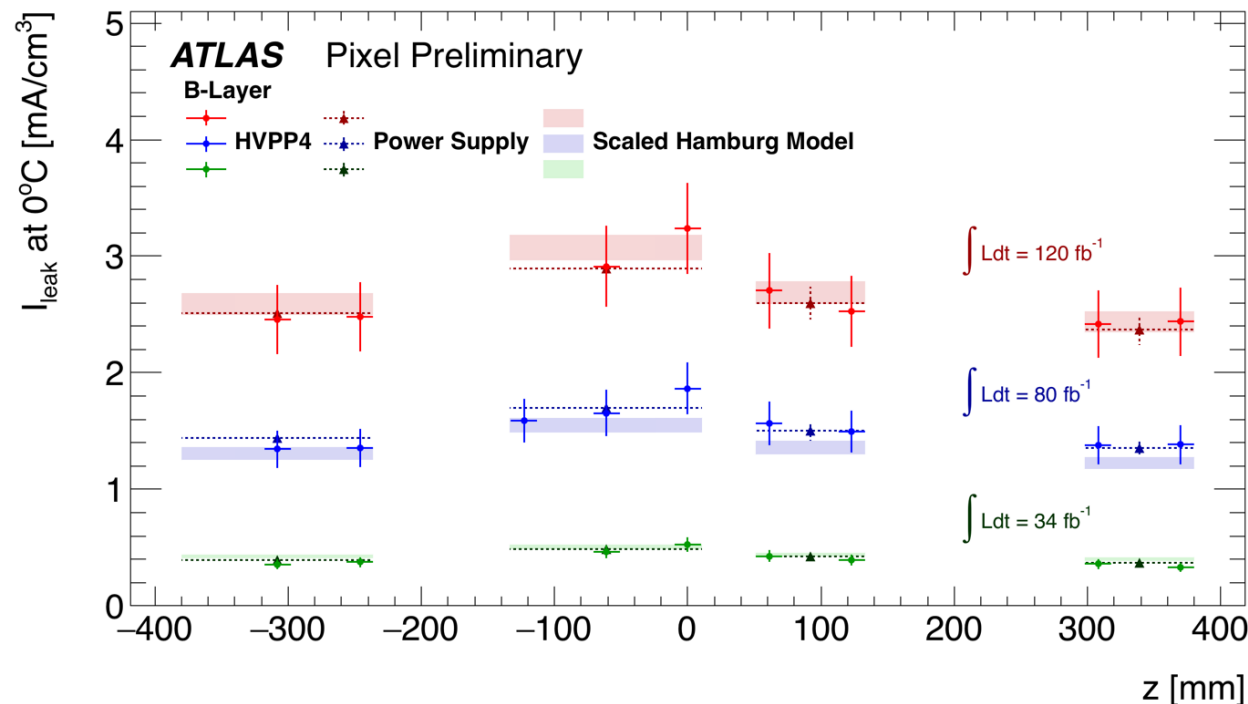 ATLAS Pixel Preliminary
B-Layer
HVPP4 Power Supply Scaled Hamburg Model
I_leak at 0°C [mA/cm³]
5
4
3
2
1
0
∫ Ldt = 120 fb⁻¹
∫ Ldt = 80 fb⁻¹
∫ Ldt = 34 fb⁻¹
−400 −300 −200 −100 0 100 200 300 400
z [mm]